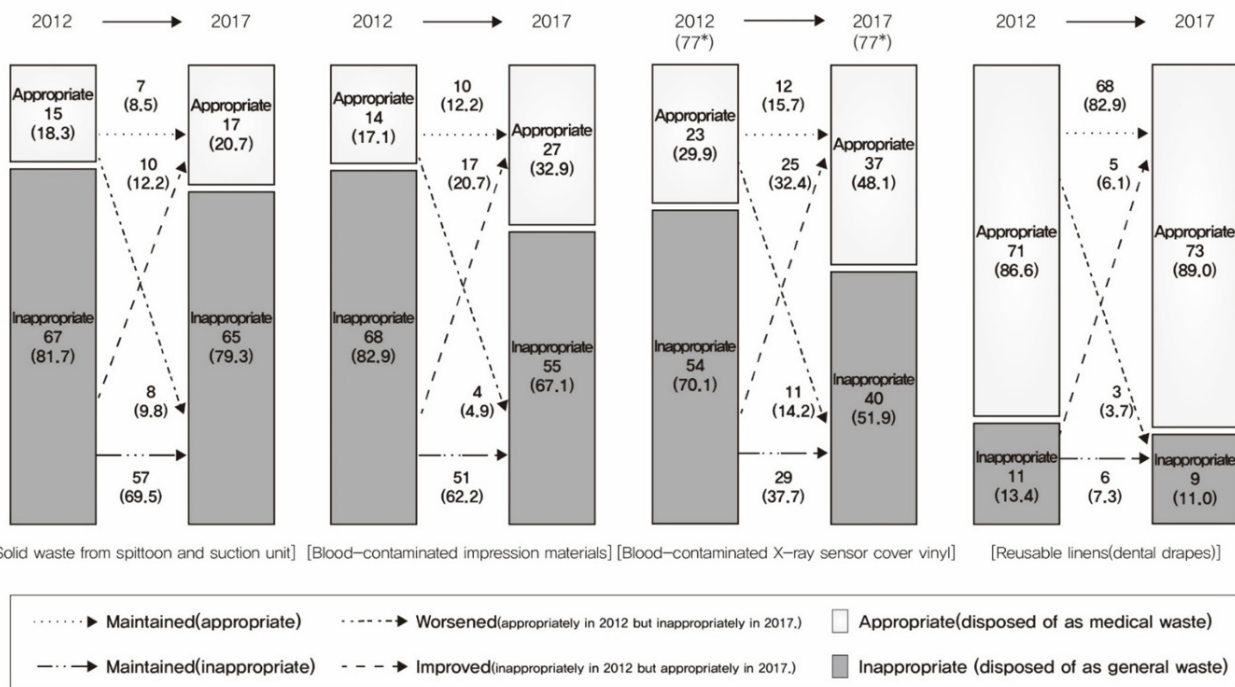 2012 2017
7
(8.5)
Appropriate
15
(18.3)
Appropriate
17
(20.7)
10
(12.2)
Inappropriate
67
(81.7)
Inappropriate
65
(79.3)
8
(9.8)
57
(69.5)
Solid waste from spittoon and suction unit]
2012 2017
10
(12.2)
Appropriate
14
(17.1)
Appropriate
27
(32.9)
17
(20.7)
Inappropriate
68
(82.9)
Inappropriate
55
(67.1)
4
(4.9)
51
(62.2)
[Blood-contaminated impression materials]
2012 2017
(77*) (77*)
12
(15.7)
Appropriate
23
(29.9)
Appropriate
37
(48.1)
25
(32.4)
Inappropriate
54
(70.1)
Inappropriate
40
(51.9)
11
(14.2)
29
(37.7)
[Blood-contaminated X-ray sensor cover vinyl]
2012 2017
68
(82.9)
5
(6.1)
Appropriate
71
(86.6)
Appropriate
73
(89.0)
3
(3.7)
Inappropriate
11
(13.4)
Inappropriate
9
(11.0)
6
(7.3)
[Reusable linens(dental drapes)]
Maintained(appropriate)
Worsened(appropriately in 2012 but inappropriately in 2017.)
Appropriate(disposed of as medical waste)
Maintained(inappropriate)
Improved(inappropriately in 2012 but appropriately in 2017.)
Inappropriate (disposed of as general waste)